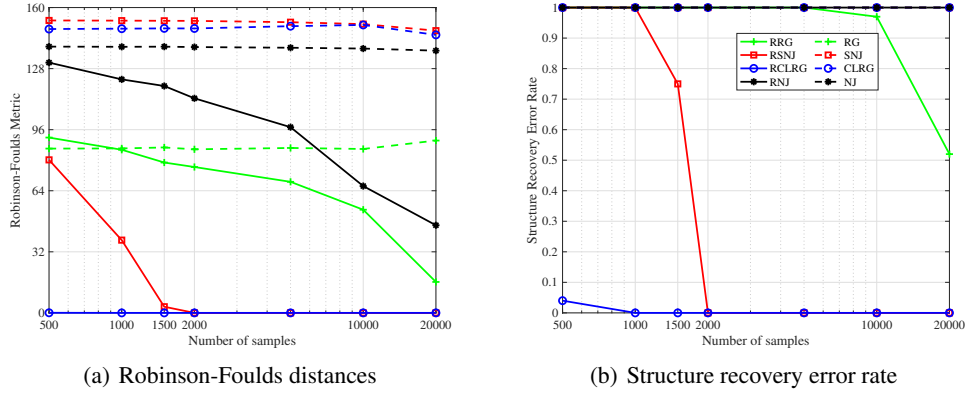 160
128
96
64
32
0
Robinson-Foulds Metric
500 1000 1500 2000 10000 20000
Number of samples
(a) Robinson-Foulds distances
1
0.9
0.8
0.7
0.6
0.5
0.4
0.3
0.2
0.1
0
Structure Recovery Error Rate
RRG RG
RSNJ SNJ
RCLRG CLRG
RNJ NJ
500 1000 1500 2000 10000 20000
Number of samples
(b) Structure recovery error rate